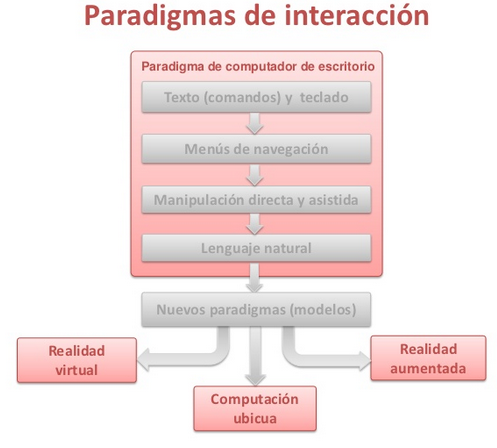 Paradigmas de interacción
Paradigma de computador de escritorio
Texto (comandos) y teclado
Menús de navegación
Manipulación directa y asistida
Lenguaje natural
Nuevos paradigmas (modelos)
Realidad
virtual
Computación
ubicua
Realidad
aumentada